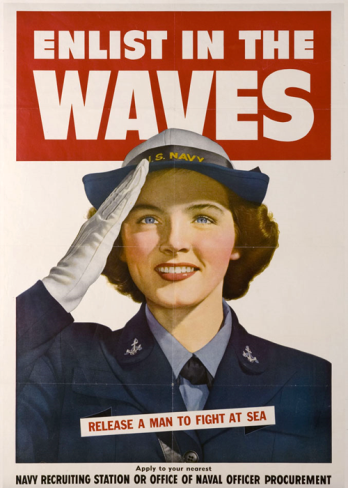 ENLIST IN THE
WAVES
U.S. NAVY
RELEASE A MAN TO FIGHT AT SEA
Apply to your nearest
NAVY RECRUITING STATION OR OFFICE OF NAVAL OFFICER PROCUREMENT